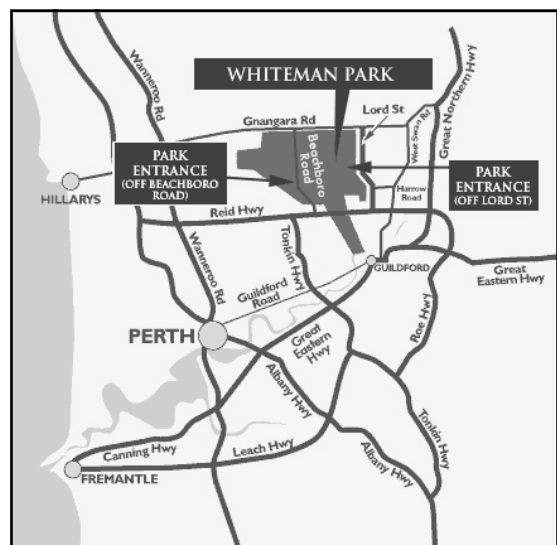 Wanneroo Rd
Great Northern Hwy
WHITEMAN PARK
Lord St
Gnangara Rd
West Swan Rd
Beachboro
Road
PARK
ENTRANCE
(OFF BEACHBORO
ROAD)
PARK
ENTRANCE
(OFF LORD ST)
HILLARYS
Harrow
Road
Reid Hwy
Wanneroo Rd
Tonkin Hwy
GUILDFORD
Great
Eastern Hwy
Guildford
Road
Roe Hwy
PERTH
Great
Eastern
Hwy
Albany Hwy
Tonkin Hwy
Canning Hwy
Leach Hwy
Albany Hwy
FREMANTLE